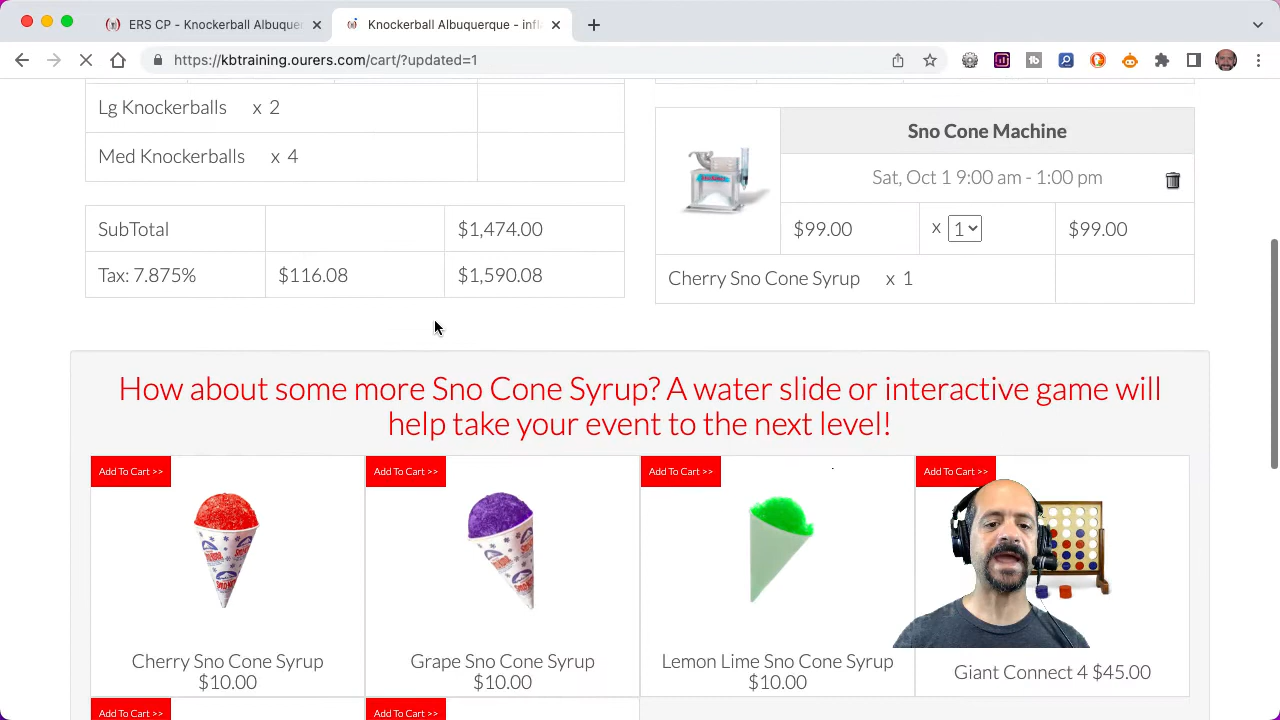 ERS CP - Knockerball Albuquer
Knockerball Albuquerque - infl
https://kbtraining.ourers.com/cart/?updated=1
Lg Knockerballs x 2
Med Knockerballs x 4
SubTotal $1,474.00
Tax: 7.875% $116.08 $1,590.08
Sno Cone Machine
Sat, Oct 1 9:00 am - 1:00 pm
$99.00 x 1 $99.00
Cherry Sno Cone Syrup x 1
How about some more Sno Cone Syrup? A water slide or interactive game will
help take your event to the next level!
Add To Cart >> Add To Cart >> Add To Cart >> Add To Cart >>
Cherry Sno Cone Syrup
$10.00
Grape Sno Cone Syrup
$10.00
Lemon Lime Sno Cone Syrup
$10.00
Giant Connect 4 $45.00
Add To Cart >> Add To Cart >>